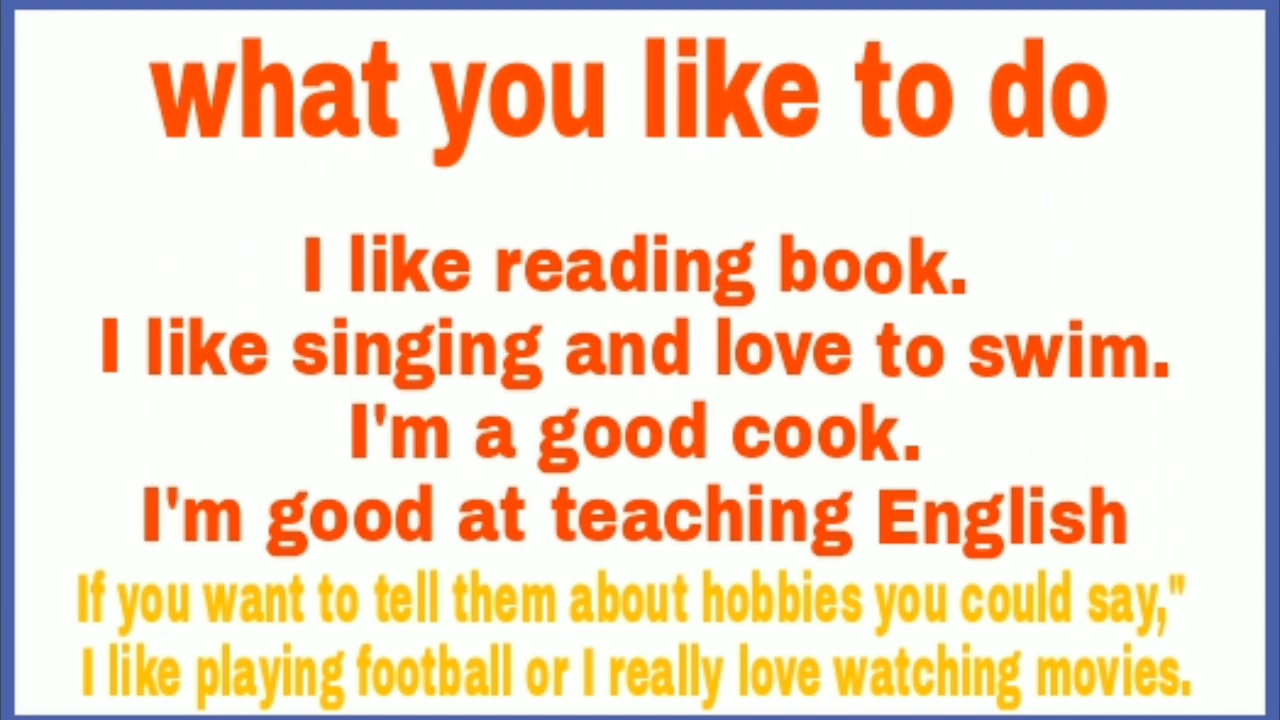 what you like to do
I like reading book.
I like singing and love to swim.
I'm a good cook.
I'm good at teaching English
If you want to tell them about hobbies you could say,"
I like playing football or I really love watching movies.